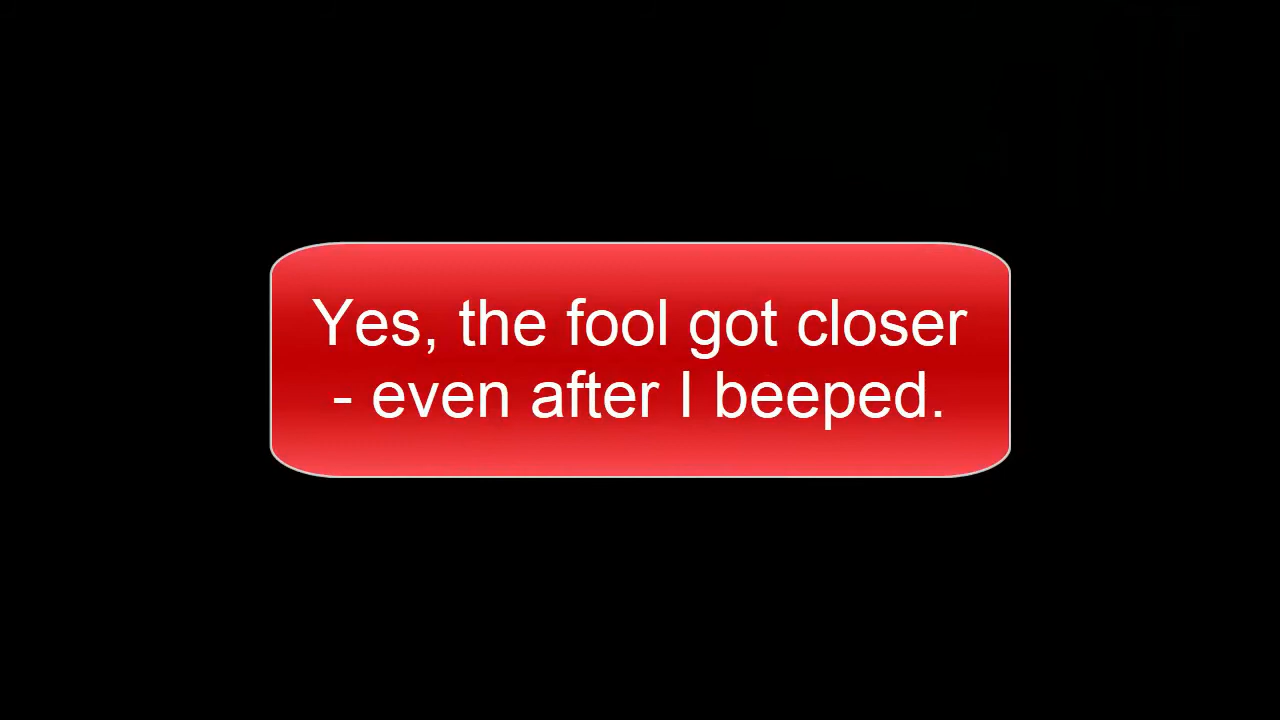 Yes, the fool got closer
- even after I beeped.